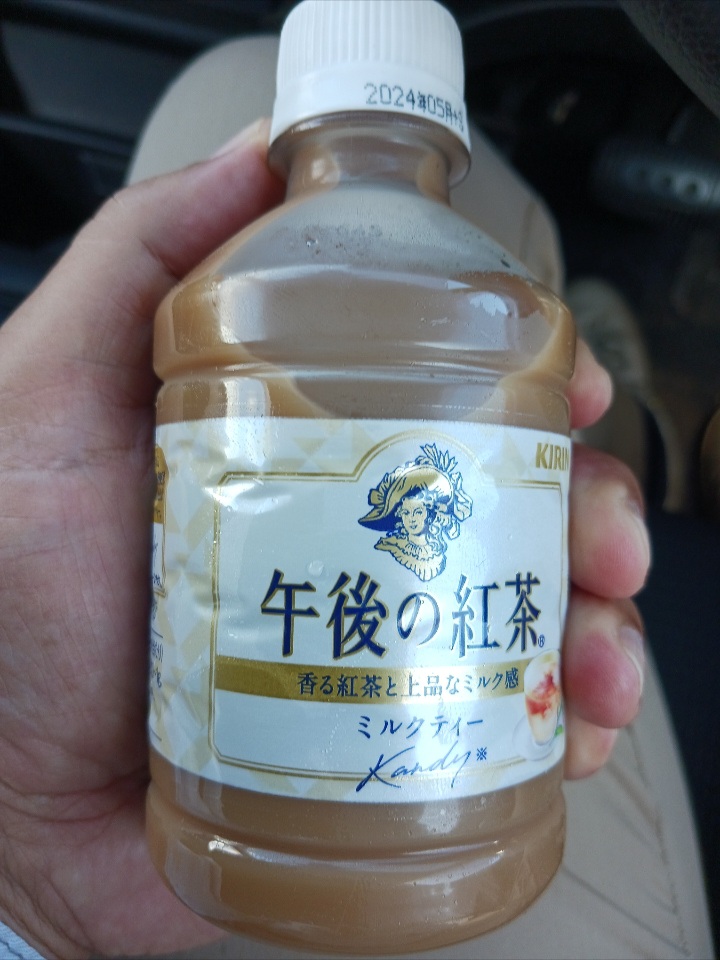 2024年05月
KIRIN
午後の紅茶®
香る紅茶と上品なミルク感
ミルクティー
Kandy※